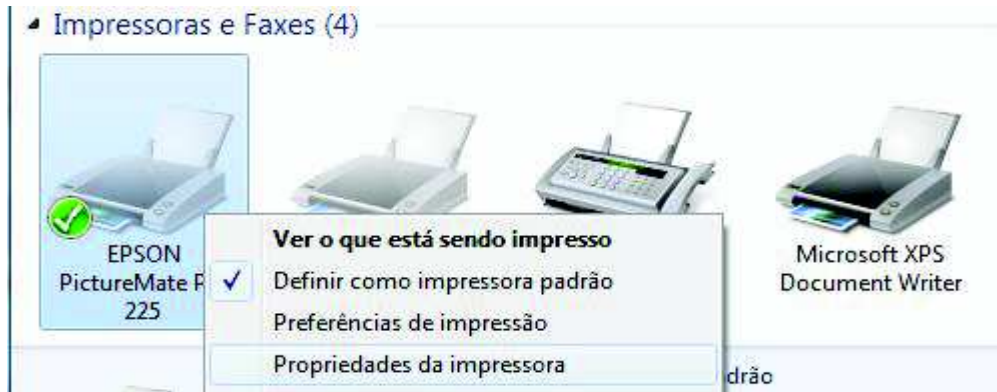 Impressoras e Faxes (4)
EPSON
PictureMate P
225
Ver o que está sendo impresso
Definir como impressora padrão
Preferências de impressão
Propriedades da impressora
Microsoft XPS
Document Writer
drão